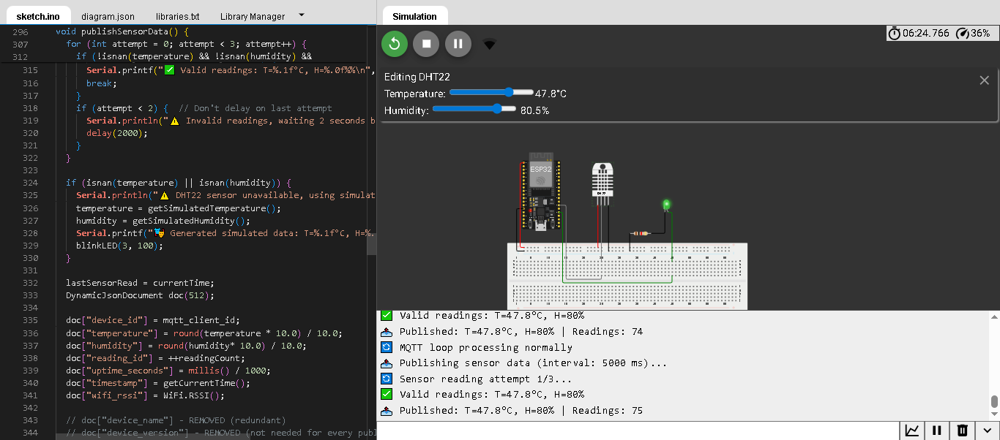 sketch.ino diagram.json libraries.txt Library Manager
296 void publishSensorData() {
307 for (int attempt = 0; attempt < 3; attempt++) {
312 if (!isnan(temperature) && !isnan(humidity) &&
315 Serial.printf("✅ Valid readings: T=%.1f°C, H=%.0f%%\n",
316 break;
317 }
318 if (attempt < 2) { // Don't delay on last attempt
319 Serial.println("⚠️ Invalid readings, waiting 2 seconds b
320 delay(2000);
321 }
322 }
323
324 if (isnan(temperature) || isnan(humidity)) {
325 Serial.println("⚠️ DHT22 sensor unavailable, using simulat
326 temperature = getSimulatedTemperature();
327 humidity = getSimulatedHumidity();
328 Serial.printf("🎭 Generated simulated data: T=%.1f°C, H=%.
329 blinkLED(3, 100);
330 }
331
332 lastSensorRead = currentTime;
333 DynamicJsonDocument doc(512);
334
335 doc["device_id"] = mqtt_client_id;
336 doc["temperature"] = round(temperature * 10.0) / 10.0;
337 doc["humidity"] = round(humidity* 10.0) / 10.0;
338 doc["reading_id"] = ++readingCount;
339 doc["uptime_seconds"] = millis() / 1000;
340 doc["timestamp"] = getCurrentTime();
341 doc["wifi_rssi"] = WiFi.RSSI();
342
343 // doc["device_name"] - REMOVED (redundant)
344 // doc["device_version"] - REMOVED (not needed for every publ
Simulation
06:24.766 36%
Editing DHT22
Temperature: 47.8°C
Humidity: 80.5%
ESP32
DHT22
✅ Valid readings: T=47.8°C, H=80%
📤 Published: T=47.8°C, H=80% | Readings: 74
🔄 MQTT loop processing normally
📤 Publishing sensor data (interval: 5000 ms)...
🔄 Sensor reading attempt 1/3...
✅ Valid readings: T=47.8°C, H=80%
📤 Published: T=47.8°C, H=80% | Readings: 75